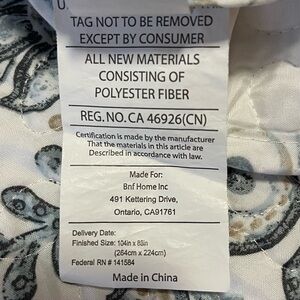 TAG NOT TO BE REMOVED
EXCEPT BY CONSUMER
ALL NEW MATERIALS
CONSISTING OF
POLYESTER FIBER
REG.NO.CA 46926(CN)
Certification is made by the manufacturer
That the materials in this article are
Described in accordance with law.
Made For:
Bnf Home Inc
491 Kettering Drive,
Ontario, CA91761
Delivery Date:
Finished Size: 104in x 88in
(264cm x 224cm)
Federal RN # 141584
Made in China